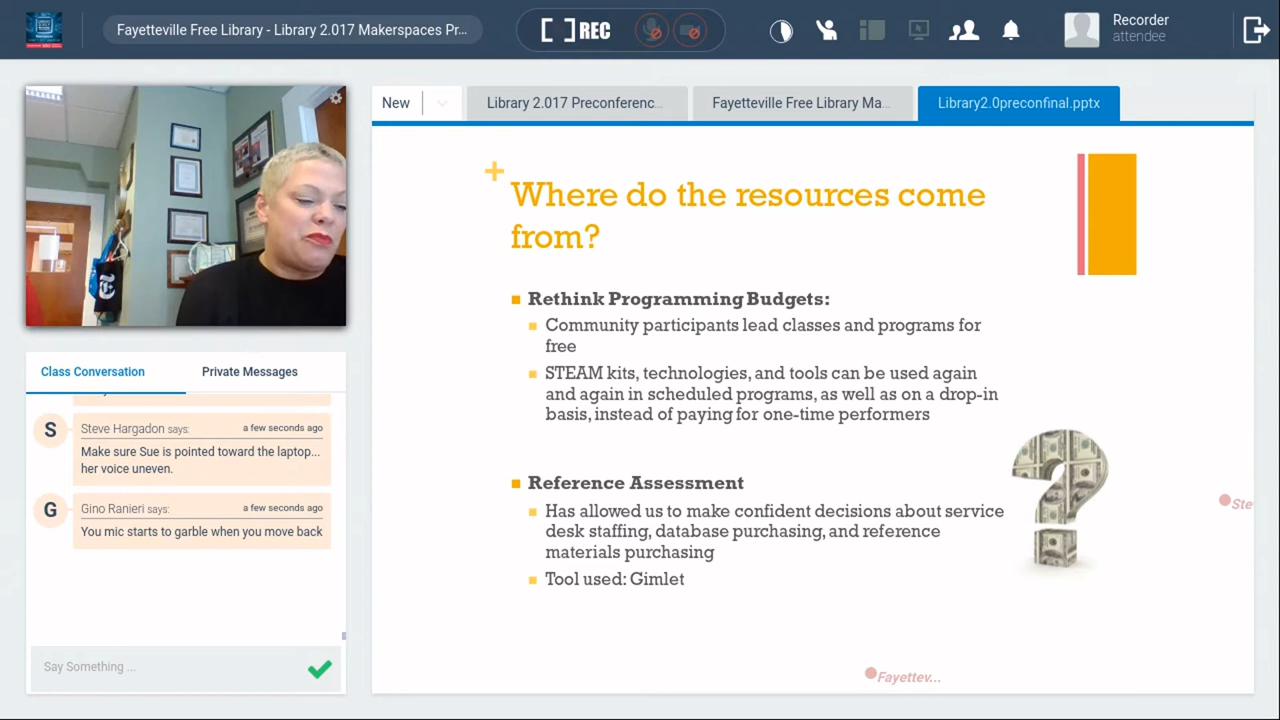 Fayetteville Free Library - Library 2.017 Makerspaces Pr...
[ ] REC
Recorder
attendee
New
Library 2.017 Preconferenc...
Fayetteville Free Library Ma...
Library2.0preconfinal.pptx
Where do the resources come
from?
Rethink Programming Budgets:
Community participants lead classes and programs for
free
STEAM kits, technologies, and tools can be used again
and again in scheduled programs, as well as on a drop-in
basis, instead of paying for one-time performers
Reference Assessment
Has allowed us to make confident decisions about service
desk staffing, database purchasing, and reference
materials purchasing
Tool used: Gimlet
Ste
Fayettev...
Class Conversation
Private Messages
S
Steve Hargadon says:
a few seconds ago
Make sure Sue is pointed toward the laptop...
her voice uneven.
G
Gino Ranieri says:
a few seconds ago
You mic starts to garble when you move back
Say Something ...